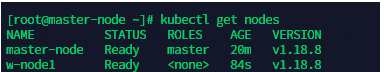 [root@master-node ~]# kubectl get nodes
NAME STATUS ROLES AGE VERSION
master-node Ready master 20m v1.18.8
w-node1 Ready <none> 84s v1.18.8